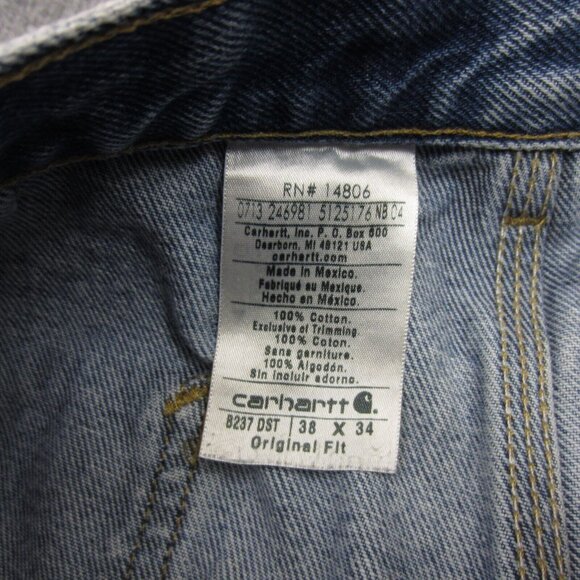 RN# 14806
0713 246981 5125176 NB 04
Carhartt, Inc. P. O. Box 600
Dearborn, MI 48121 USA
carhartt.com
Made in Mexico.
Fabriqué au Mexique.
Hecho en México.
100% Cotton.
Exclusive of Trimming.
100% Coton.
Sans garniture.
100% Algodón.
Sin incluir adorno.
carhartt
B237 DST 38 X 34
Original Fit